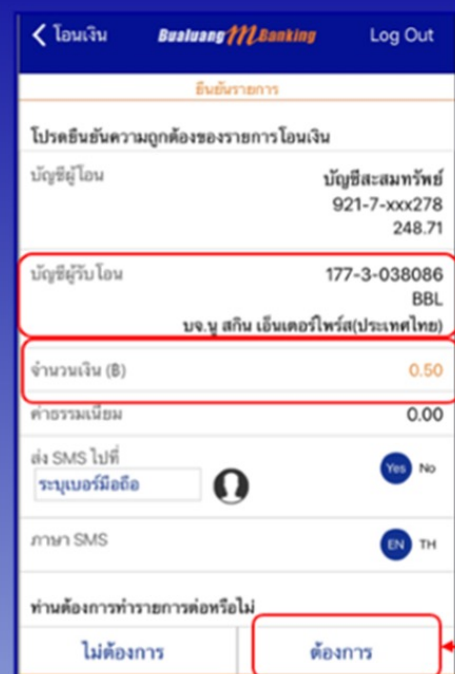 โอนเงิน Bualuang mBanking Log Out
ยืนยันรายการ
โปรดยืนยันความถูกต้องของรายการโอนเงิน
บัญชีผู้โอน บัญชีสะสมทรัพย์
921-7-xxx278
248.71
บัญชีผู้รับโอน 177-3-038086
BBL
บจ.นู สกิน เอ็นเตอร์ไพร์ส(ประเทศไทย)
จำนวนเงิน (฿) 0.50
ค่าธรรมเนียม 0.00
ส่ง SMS ไปที่ Yes No
ระบุเบอร์มือถือ
ภาษา SMS EN TH
ท่านต้องการทำรายการต่อหรือไม่
ไม่ต้องการ ต้องการ